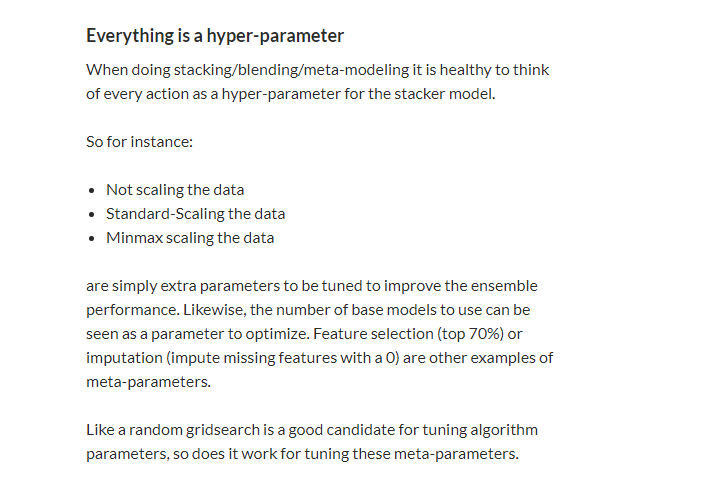 Everything is a hyper-parameter
When doing stacking/blending/meta-modeling it is healthy to think
of every action as a hyper-parameter for the stacker model.
So for instance:
• Not scaling the data
• Standard-Scaling the data
• Minmax scaling the data
are simply extra parameters to be tuned to improve the ensemble
performance. Likewise, the number of base models to use can be
seen as a parameter to optimize. Feature selection (top 70%) or
imputation (impute missing features with a 0) are other examples of
meta-parameters.
Like a random gridsearch is a good candidate for tuning algorithm
parameters, so does it work for tuning these meta-parameters.